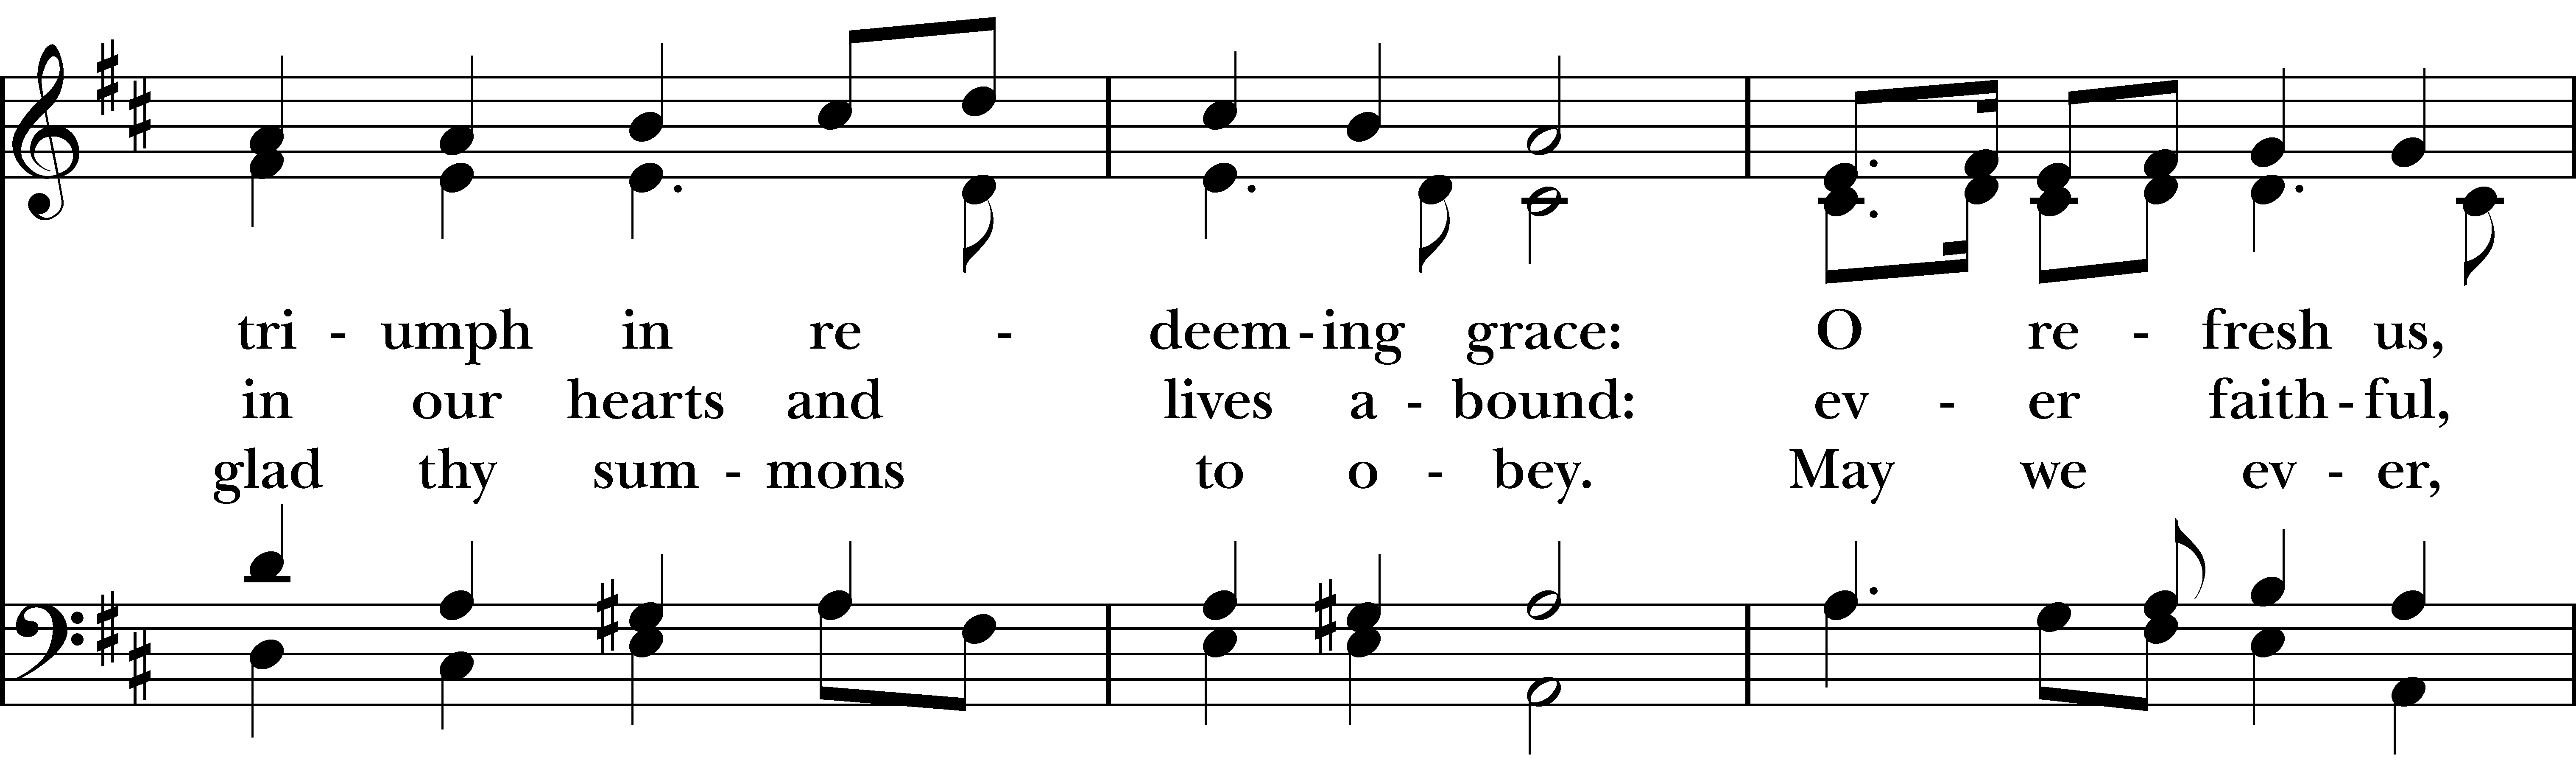 tri - umph in re - deem - ing grace: O re - fresh us,
in our hearts and lives a - bound: ev - er faith - ful,
glad thy sum - mons to o - bey. May we ev - er,